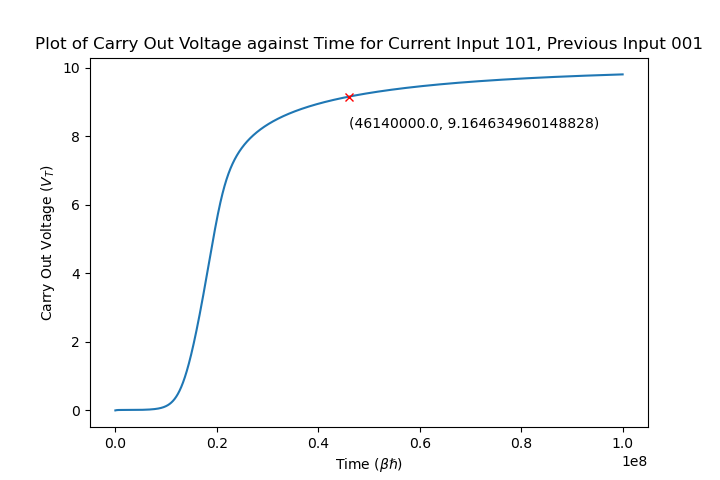 Plot of Carry Out Voltage against Time for Current Input 101, Previous Input 001
10
8
6
4
2
0
Carry Out Voltage (V_T)
(46140000.0, 9.164634960148828)
0.0 0.2 0.4 0.6 0.8 1.0
1e8
Time (βℏ)